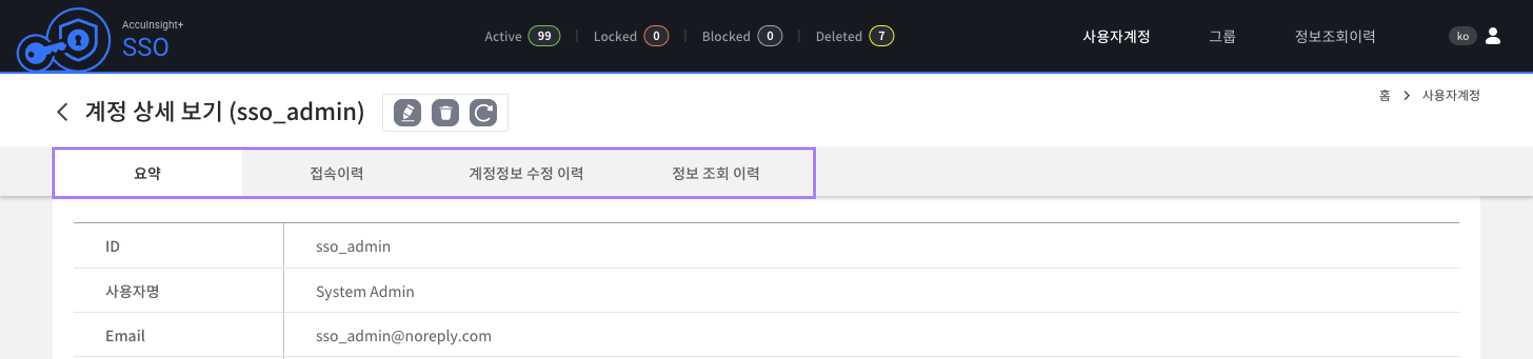 AccuInsight+
SSO
Active 99 Locked 0 Blocked 0 Deleted 7
사용자계정 그룹 정보조회이력
ko
계정 상세 보기 (sso_admin)
홈 > 사용자계정
요약 접속이력 계정정보 수정 이력 정보 조회 이력
ID sso_admin
사용자명 System Admin
Email sso_admin@noreply.com